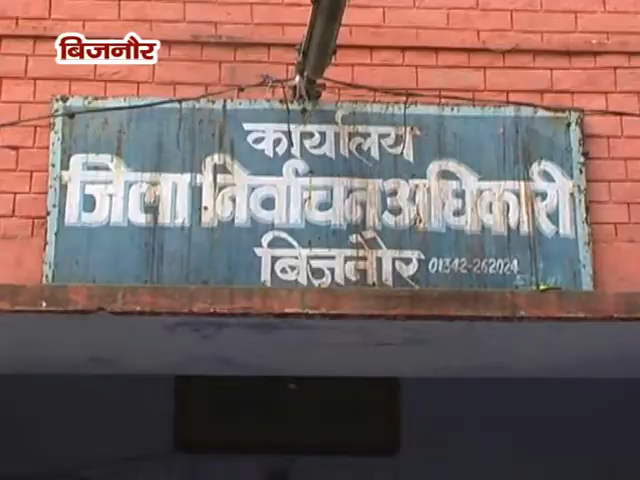 बिजनौर
कार्यालय
जिला निर्वाचन अधिकारी
बिजनौर 01342-262024